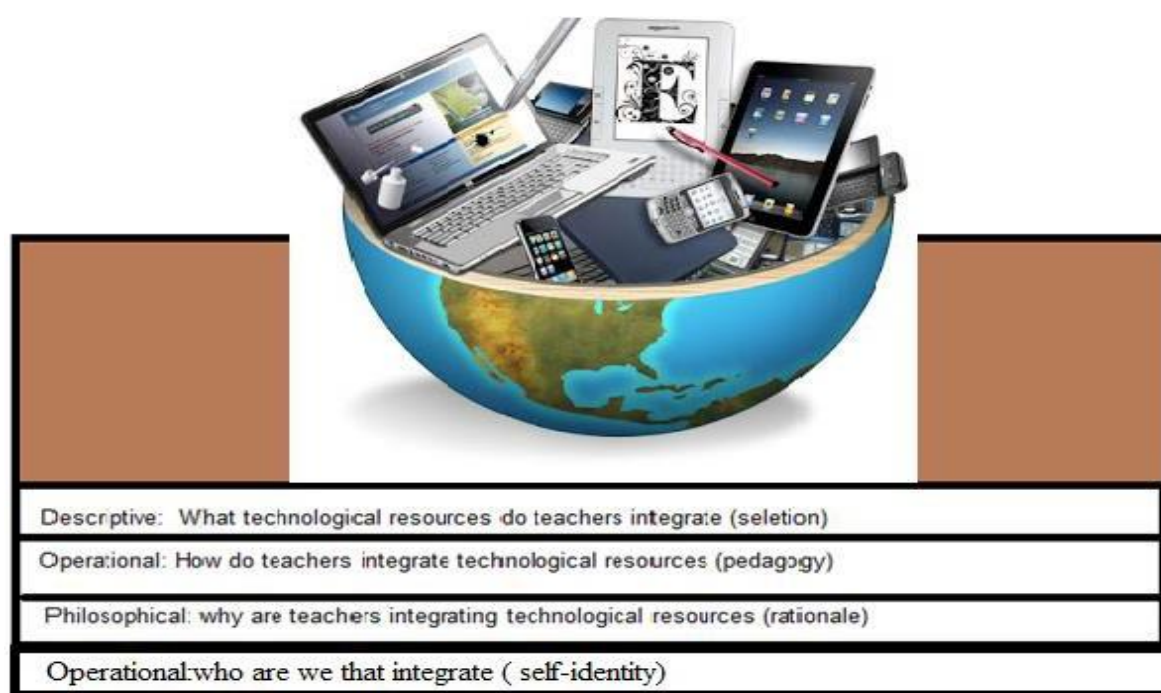 E
Descriptive: What technological resources do teachers integrate (seletion)
Operational: How do teachers integrate technological resources (pedagogy)
Philosophical: why are teachers integrating technological resources (rationale)
Operational:who are we that integrate ( self-identity)